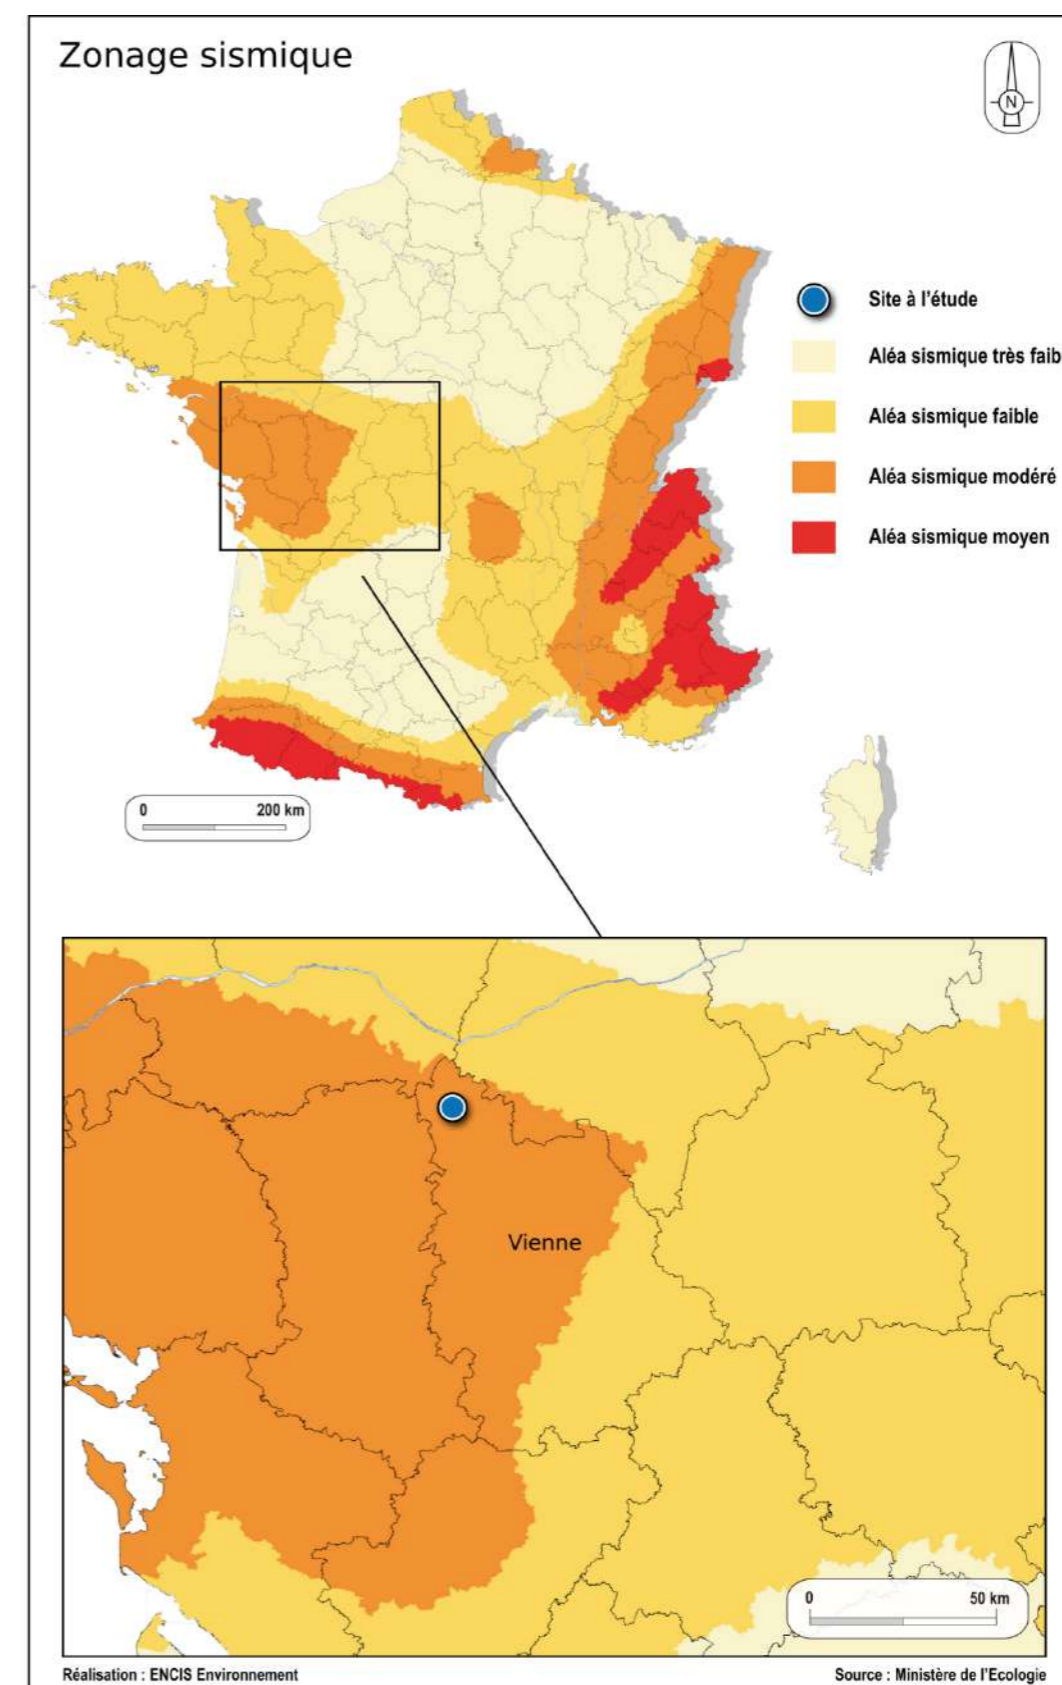 Zonage sismique
N
Site à l'étude
Aléa sismique très faib
Aléa sismique faible
Aléa sismique modéré
Aléa sismique moyen
0 200 km
Vienne
0 50 km
Réalisation : ENCIS Environnement
Source : Ministère de l'Ecologie